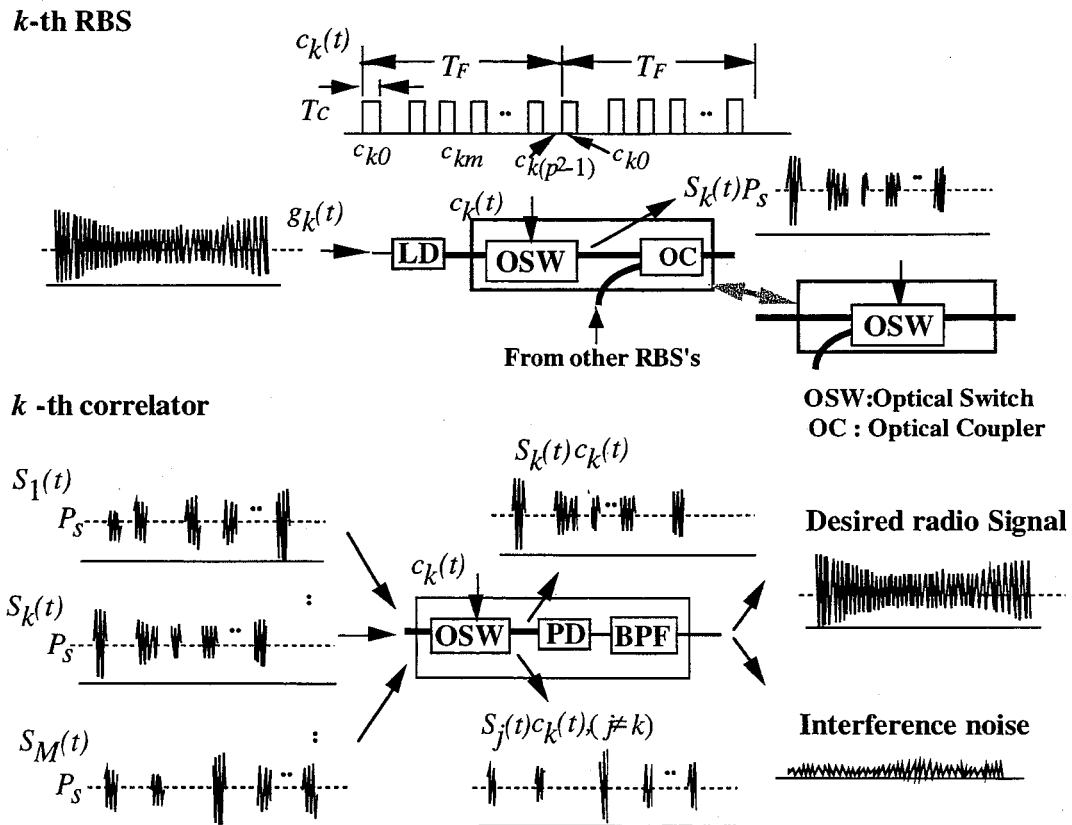 k-th RBS
c_k(t)
T_F T_F
Tc
c_k0 c_km c_k(p²-1) c_k0
g_k(t) c_k(t) S_k(t)P_s
LD OSW OC
OSW
From other RBS's
OSW:Optical Switch
OC : Optical Coupler
k -th correlator
S_k(t)c_k(t)
S_1(t)
P_s
Desired radio Signal
c_k(t)
S_k(t)
P_s
OSW PD BPF
S_j(t)c_k(t),(j≠k)
Interference noise
S_M(t)
P_s